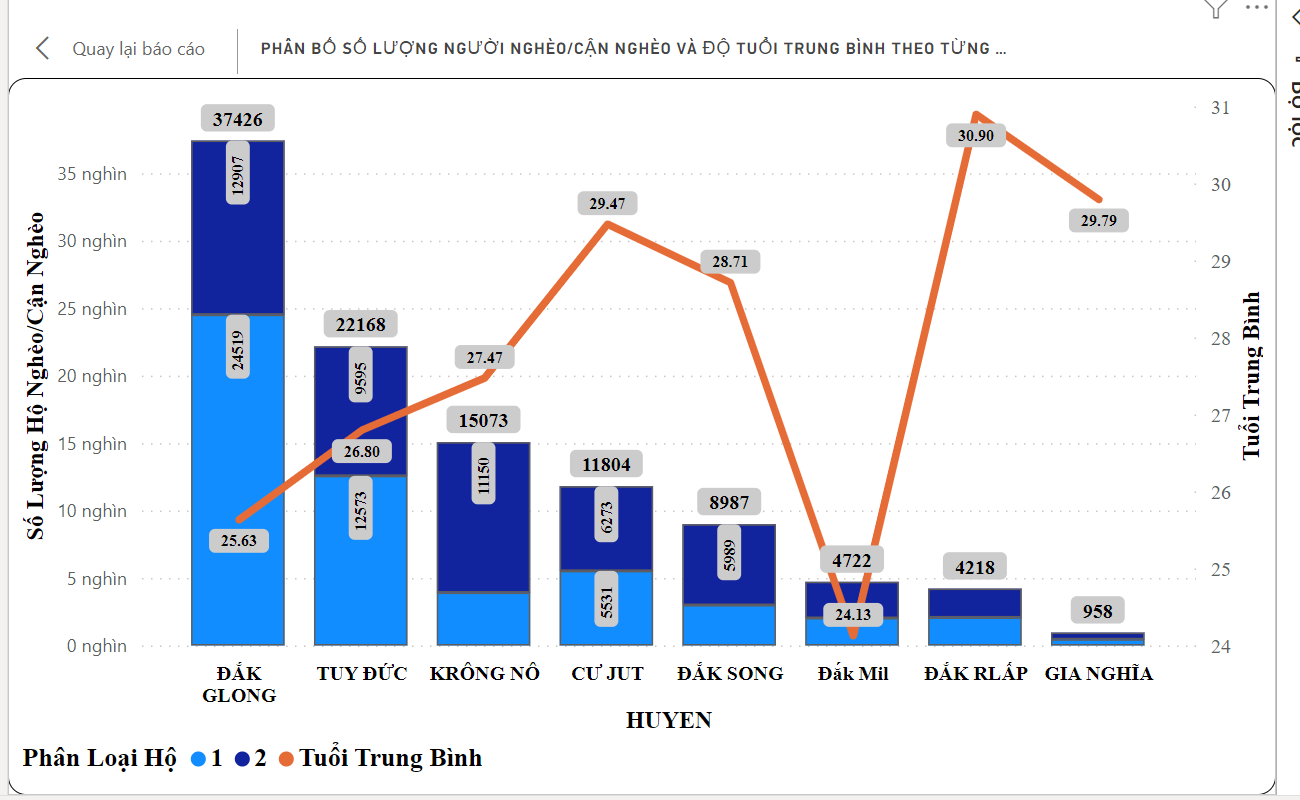 Quay lại báo cáo
PHÂN BỐ SỐ LƯỢNG NGƯỜI NGHÈO/CẬN NGHÈO VÀ ĐỘ TUỔI TRUNG BÌNH THEO TỪNG ...
Bộ lọc
Số Lượng Hộ Nghèo/Cận Nghèo
35 nghìn
30 nghìn
25 nghìn
20 nghìn
15 nghìn
10 nghìn
5 nghìn
0 nghìn
37426
12907
24519
25.63
22168
9595
26.80
12573
27.47
15073
11150
29.47
11804
6273
5531
28.71
8987
5989
4722
24.13
30.90
4218
29.79
958
31
30
29
28
27
26
25
24
Tuổi Trung Bình
ĐẮK
GLONG
TUY ĐỨC
KRÔNG NÔ
CƯ JUT
ĐẮK SONG
Đắk Mil
ĐẮK RLẤP
GIA NGHĨA
HUYEN
Phân Loại Hộ 1 2 Tuổi Trung Bình